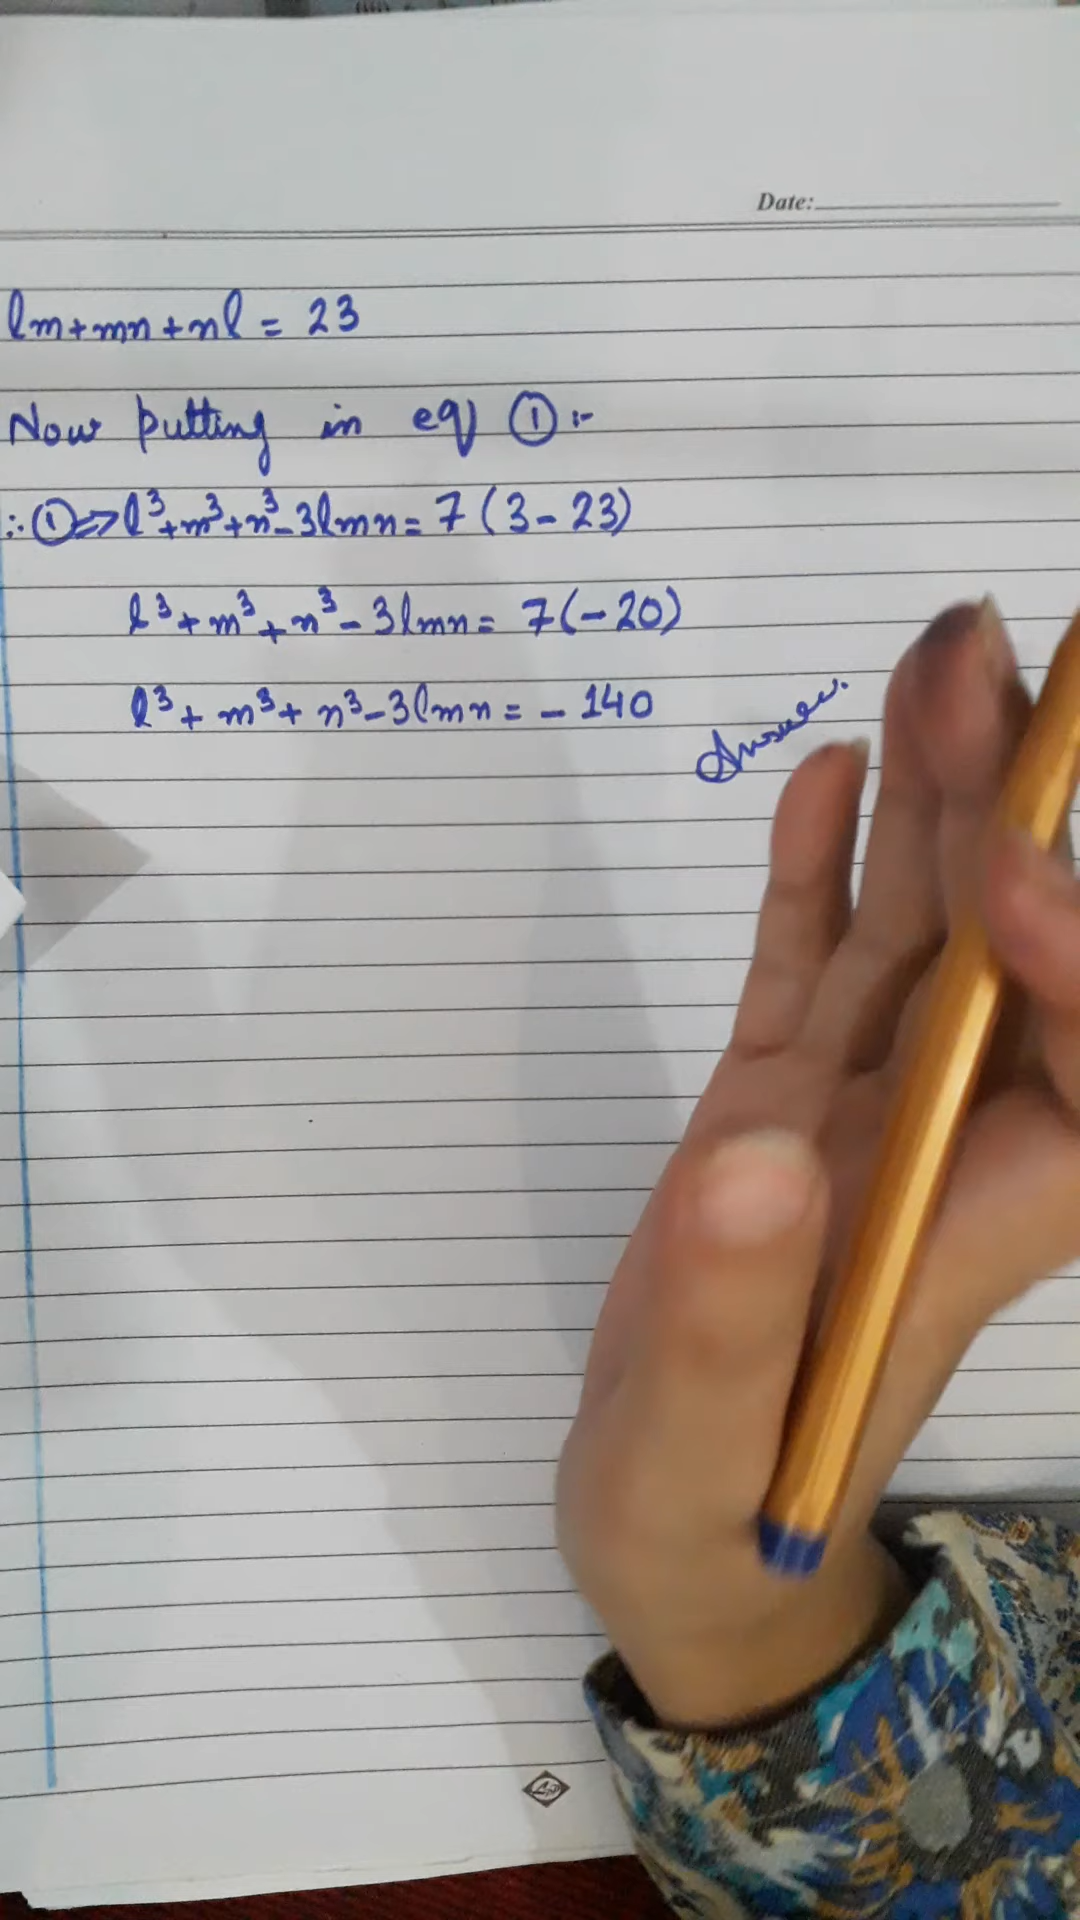 Date:
lm+mn+nl = 23
Now putting in eq ① :-
∴ ① ⇒ l³+m³+n³-3lmn = 7(3-23)
l³+m³+n³-3lmn = 7(-20)
l³+m³+n³-3lmn = -140
Answer.